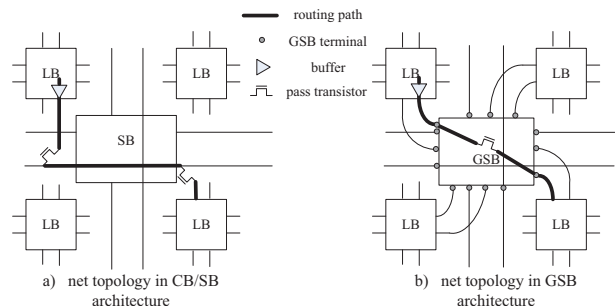 routing path
GSB terminal
buffer
pass transistor
LB
LB
SB
LB
LB
a) net topology in CB/SB
architecture
LB
LB
GSB
LB
LB
b) net topology in GSB
architecture